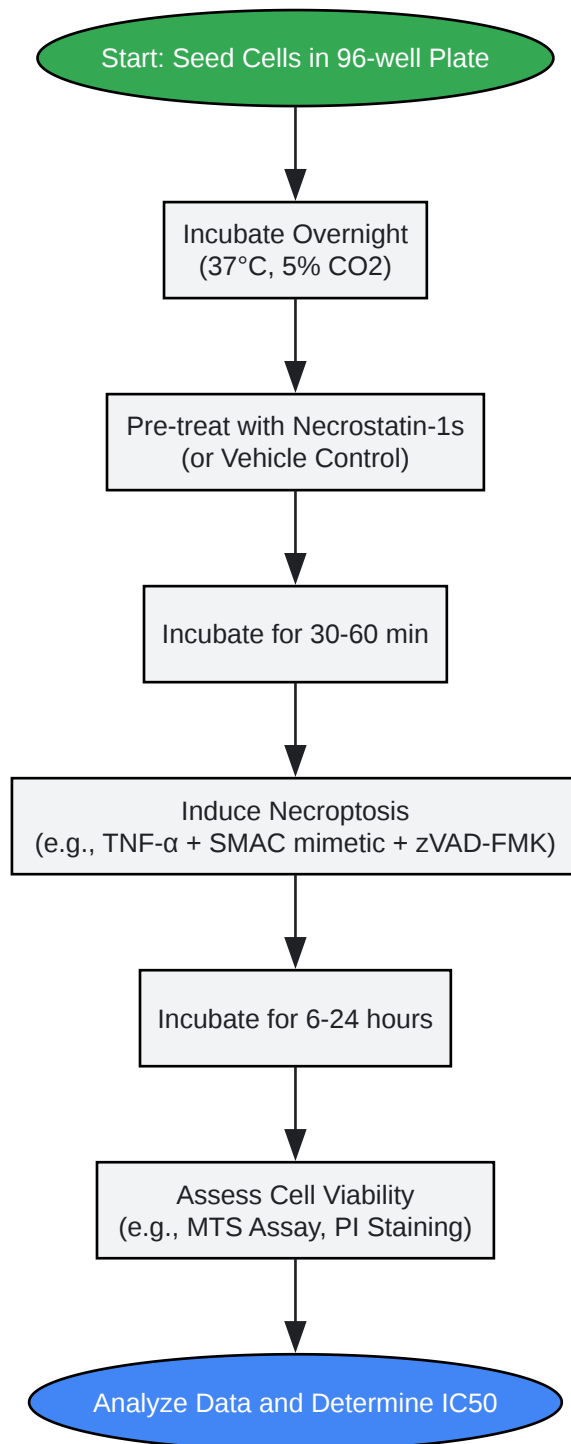 Start: Seed Cells in 96-well Plate
Incubate Overnight
(37°C, 5% CO2)
Pre-treat with Necrostatin-1s
(or Vehicle Control)
Incubate for 30-60 min
Induce Necroptosis
(e.g., TNF-α + SMAC mimetic + zVAD-FMK)
Incubate for 6-24 hours
Assess Cell Viability
(e.g., MTS Assay, PI Staining)
Analyze Data and Determine IC50